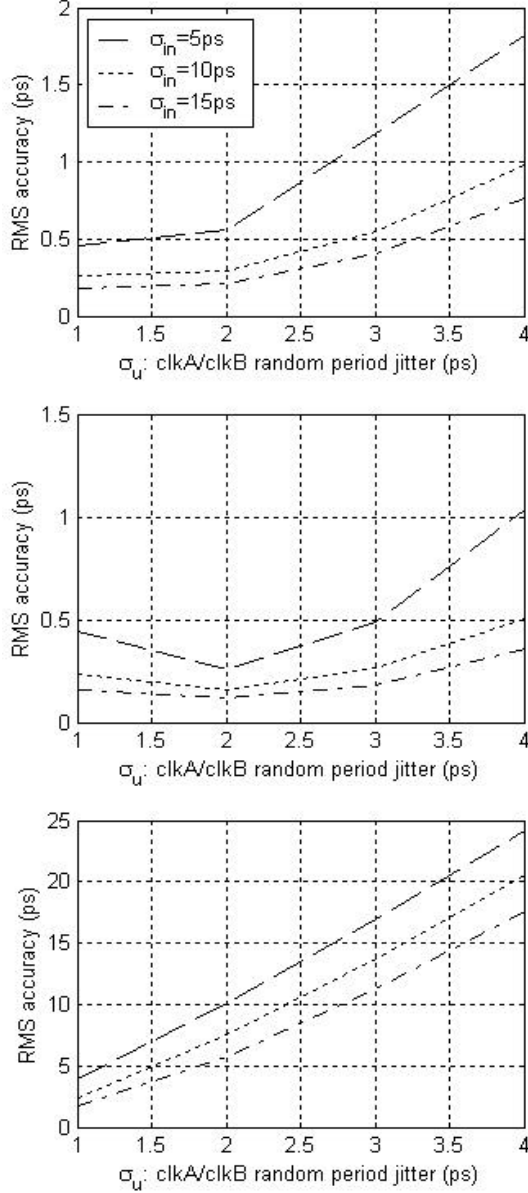 2
1.5
1
0.5
0
RMS accuracy (ps)
σin=5ps
σin=10ps
σin=15ps
1 1.5 2 2.5 3 3.5 4
σu: clkA/clkB random period jitter (ps)
1.5
1
0.5
0
RMS accuracy (ps)
1 1.5 2 2.5 3 3.5 4
σu: clkA/clkB random period jitter (ps)
25
20
15
10
5
0
RMS accuracy (ps)
1 1.5 2 2.5 3 3.5 4
σu: clkA/clkB random period jitter (ps)